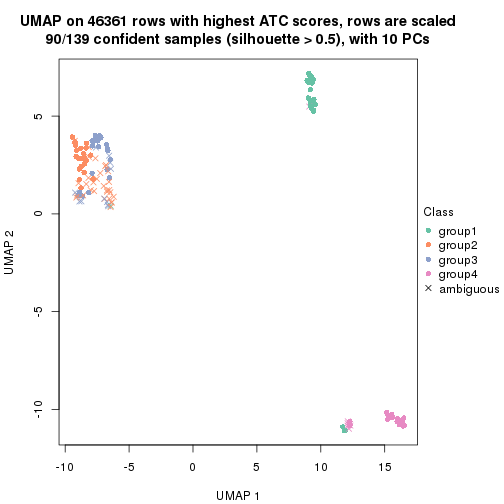 UMAP on 46361 rows with highest ATC scores, rows are scaled
90/139 confident samples (silhouette > 0.5), with 10 PCs
5
0
-5
-10
UMAP 2
-10
-5
0
5
10
15
UMAP 1
Class
group1
group2
group3
group4
ambiguous